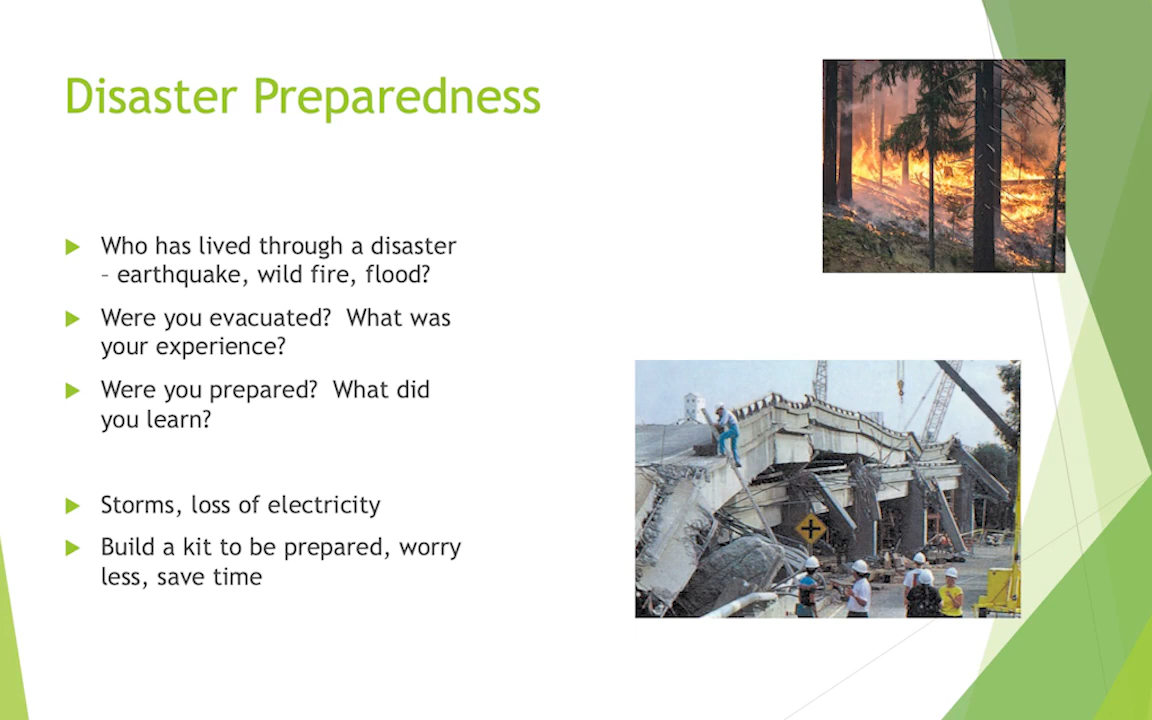 Disaster Preparedness
Who has lived through a disaster
– earthquake, wild fire, flood?
Were you evacuated?  What was
your experience?
Were you prepared?  What did
you learn?
Storms, loss of electricity
Build a kit to be prepared, worry
less, save time